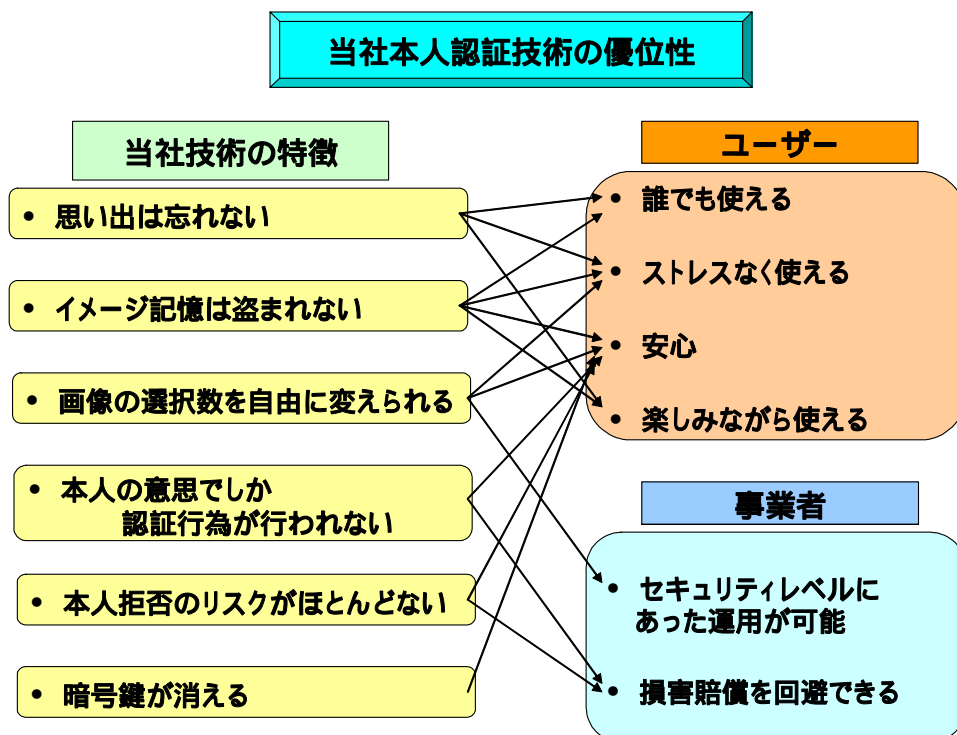 当社本人認証技術の優位性
当社技術の特徴
• 思い出は忘れない
• イメージ記憶は盗まれない
• 画像の選択数を自由に変えられる
• 本人の意思でしか
認証行為が行われない
• 本人拒否のリスクがほとんどない
• 暗号鍵が消える
ユーザー
• 誰でも使える
• ストレスなく使える
• 安心
• 楽しみながら使える
事業者
• セキュリティレベルに
あった運用が可能
• 損害賠償を回避できる